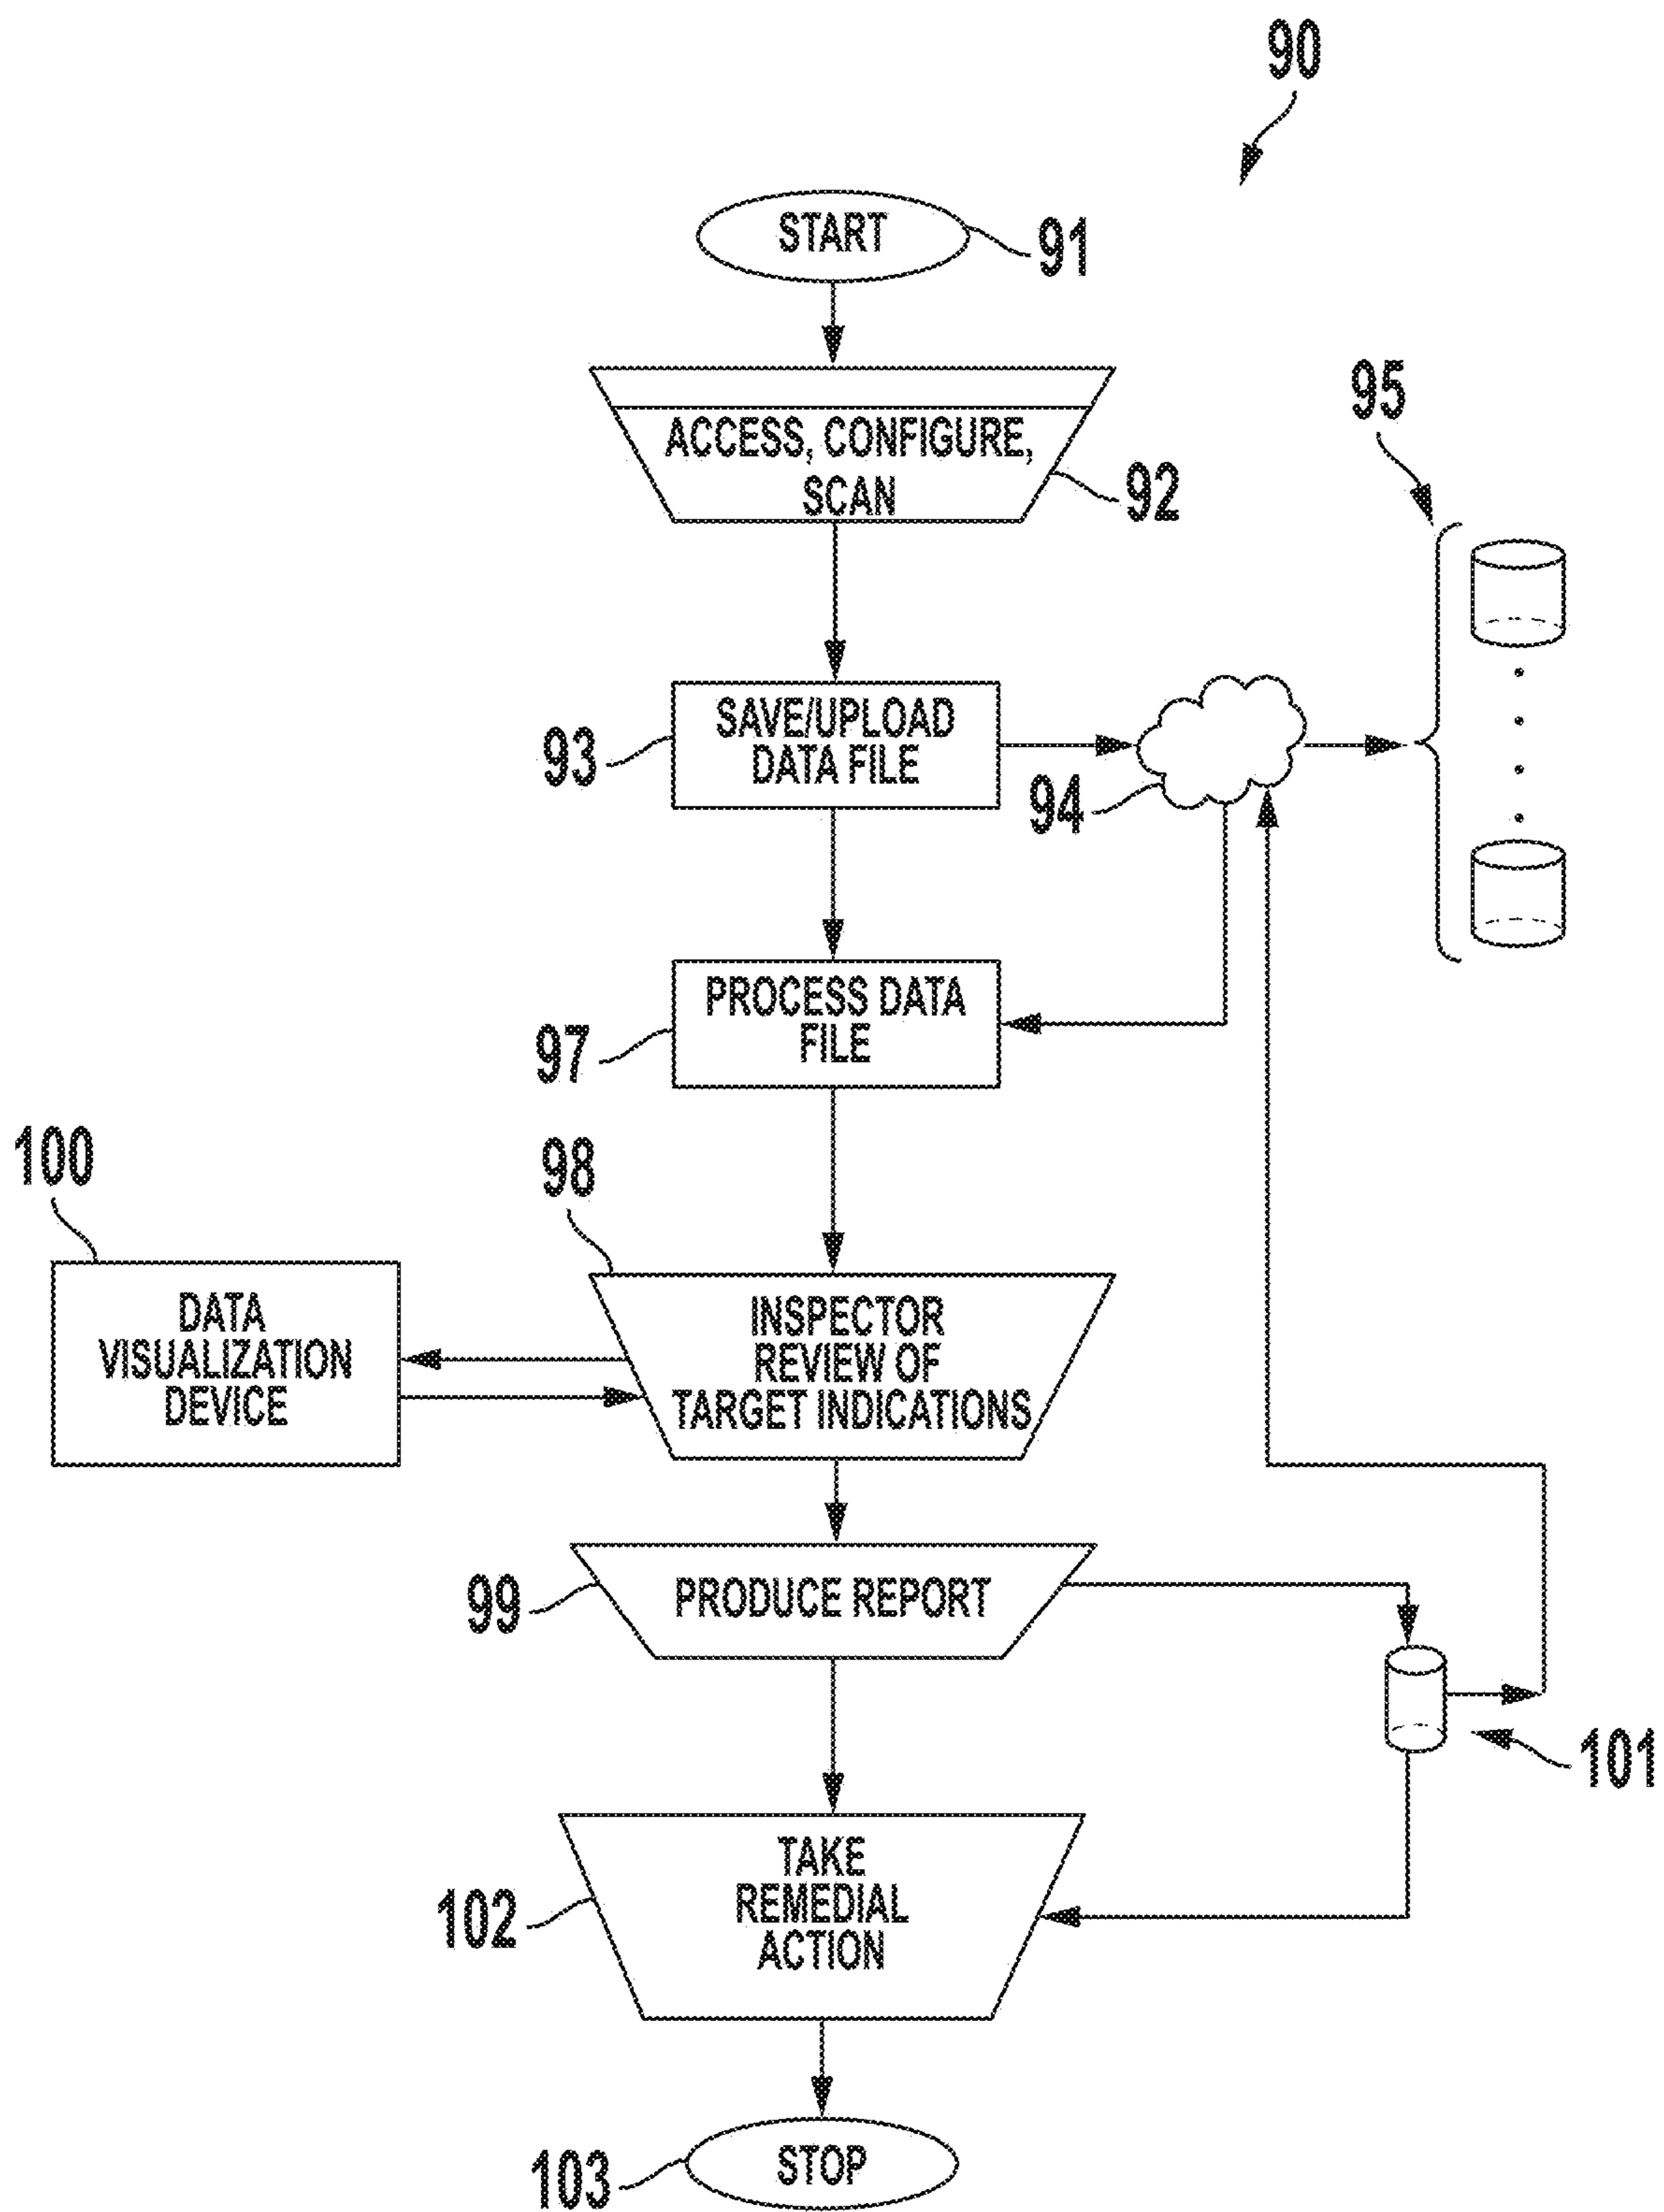 90
START
91
ACCESS, CONFIGURE,
SCAN
92
95
SAVE/UPLOAD
DATA FILE
93
94
PROCESS DATA
FILE
97
100
98
DATA
VISUALIZATION
DEVICE
INSPECTOR
REVIEW OF
TARGET INDICATIONS
99
PRODUCE REPORT
101
TAKE
REMEDIAL
ACTION
102
STOP
103